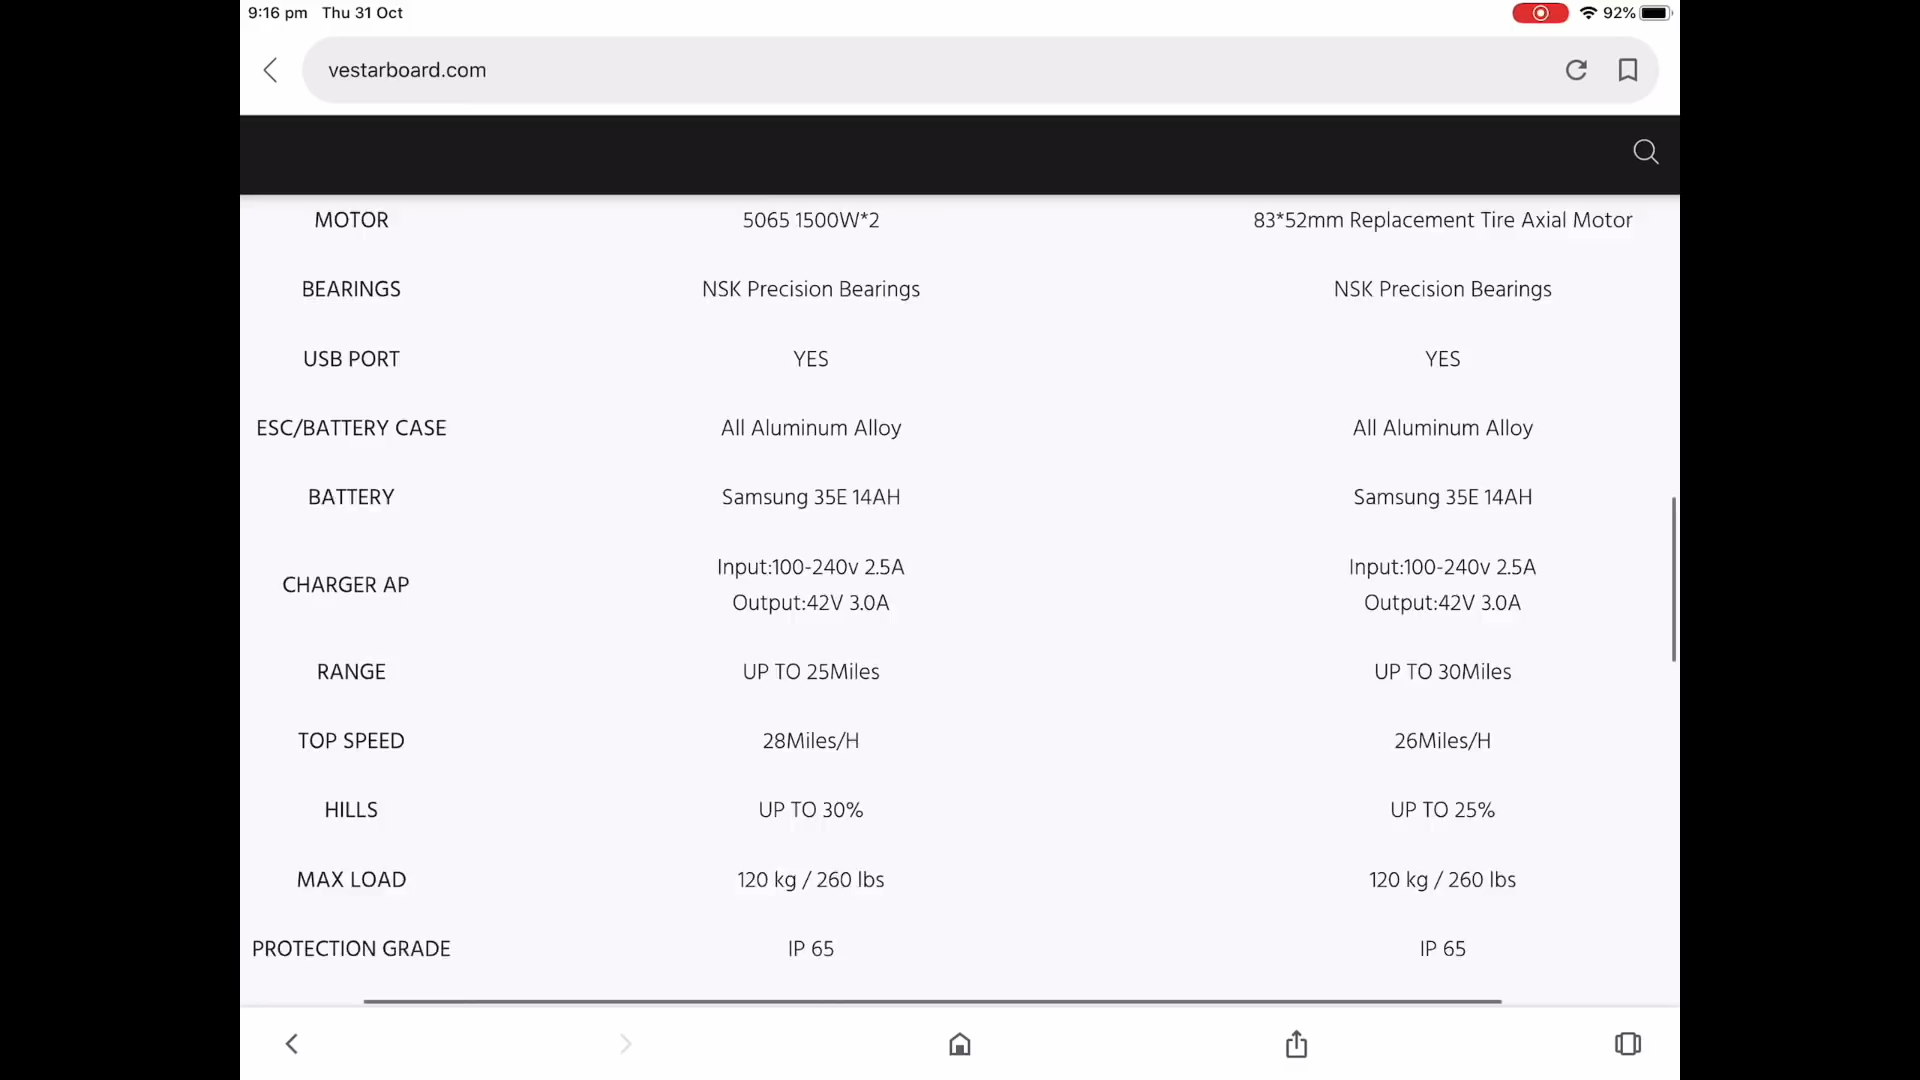 9:16 pm Thu 31 Oct 92%
vestarboard.com
MOTOR 5065 1500W*2 83*52mm Replacement Tire Axial Motor
BEARINGS NSK Precision Bearings NSK Precision Bearings
USB PORT YES YES
ESC/BATTERY CASE All Aluminum Alloy All Aluminum Alloy
BATTERY Samsung 35E 14AH Samsung 35E 14AH
CHARGER AP Input:100-240v 2.5A Input:100-240v 2.5A
Output:42V 3.0A Output:42V 3.0A
RANGE UP TO 25Miles UP TO 30Miles
TOP SPEED 28Miles/H 26Miles/H
HILLS UP TO 30% UP TO 25%
MAX LOAD 120 kg / 260 lbs 120 kg / 260 lbs
PROTECTION GRADE IP 65 IP 65